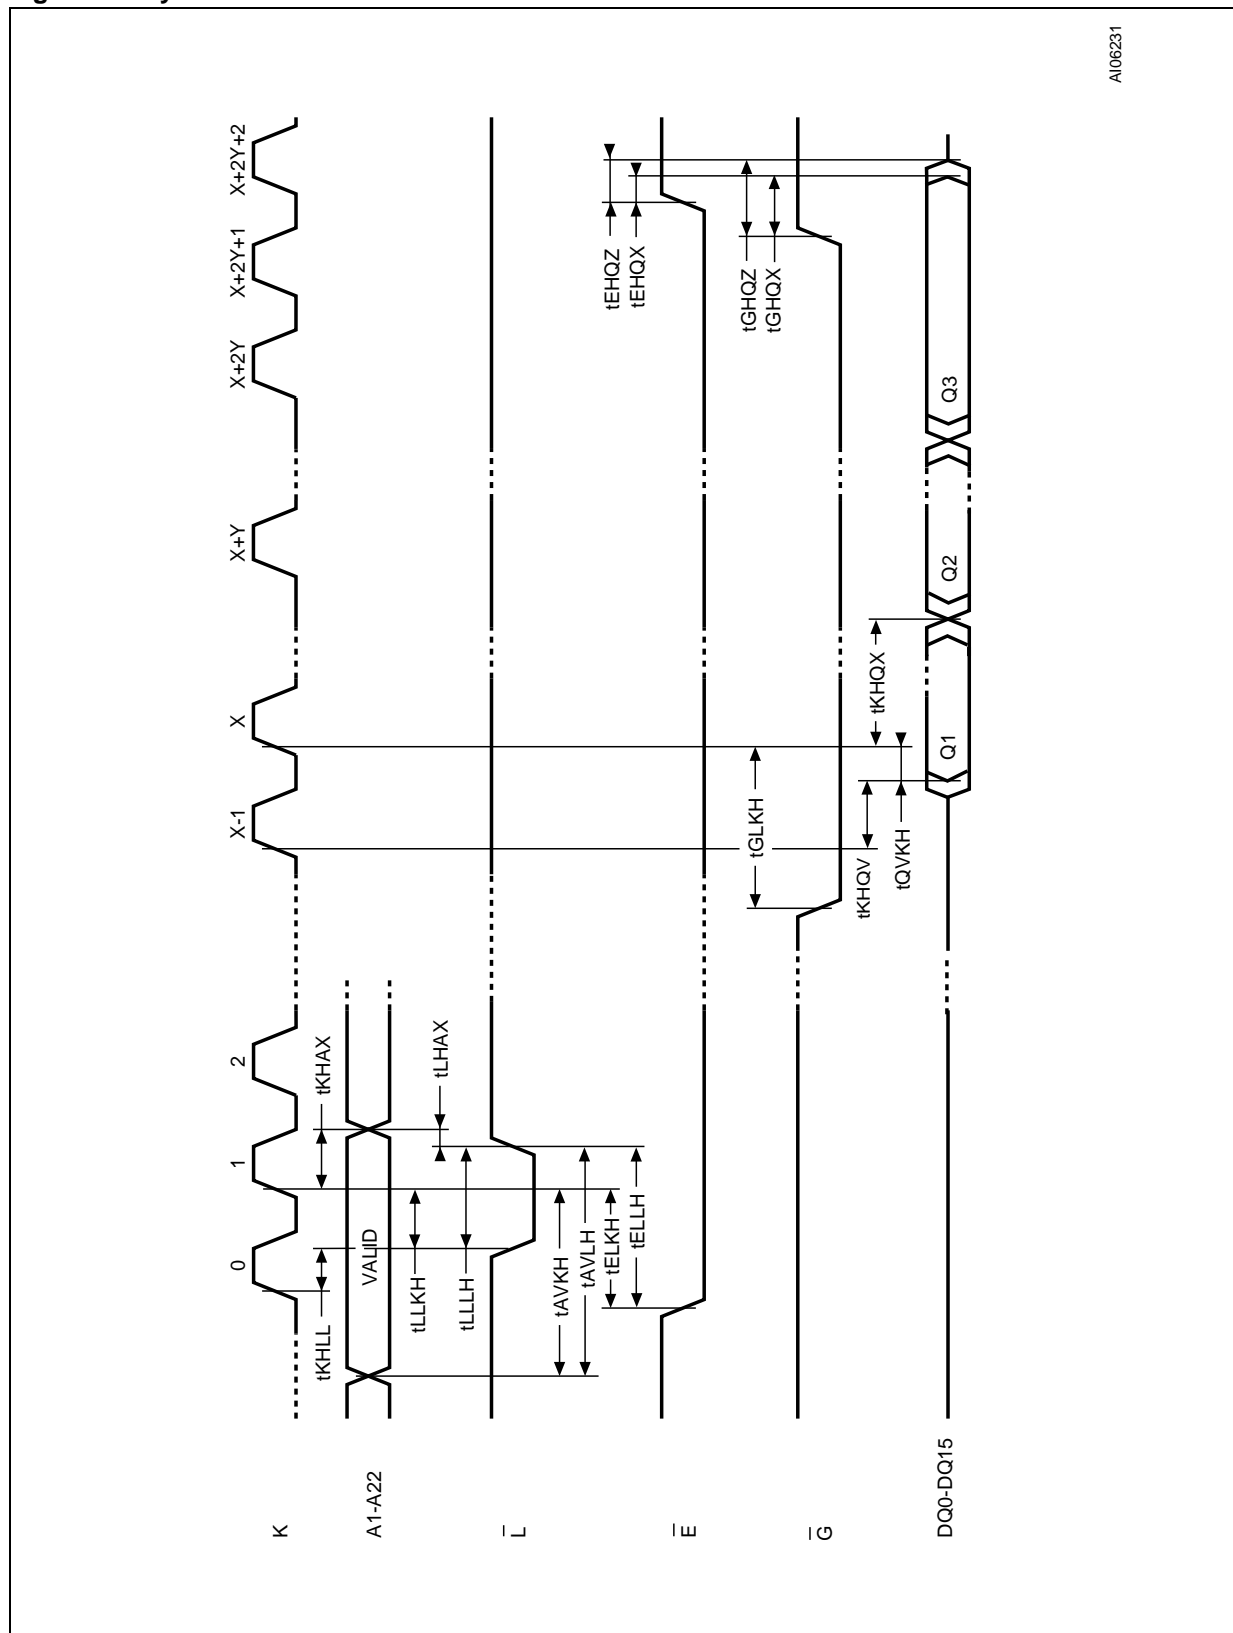 AI06231
0
1
2
X-1
X
X+Y
X+2Y
X+2Y+1
X+2Y+2
K
tKHLL
tKHAX
A1-A22
VALID
tLLKH
tLHAX
tLLLH
L
tAVKH
tAVLH
tELKH
tELLH
tEHQZ
tEHQX
E
tGLKH
tGHQZ
tGHQX
G
tKHQV
tKHQX
tQVKH
DQ0-DQ15
Q1
Q2
Q3